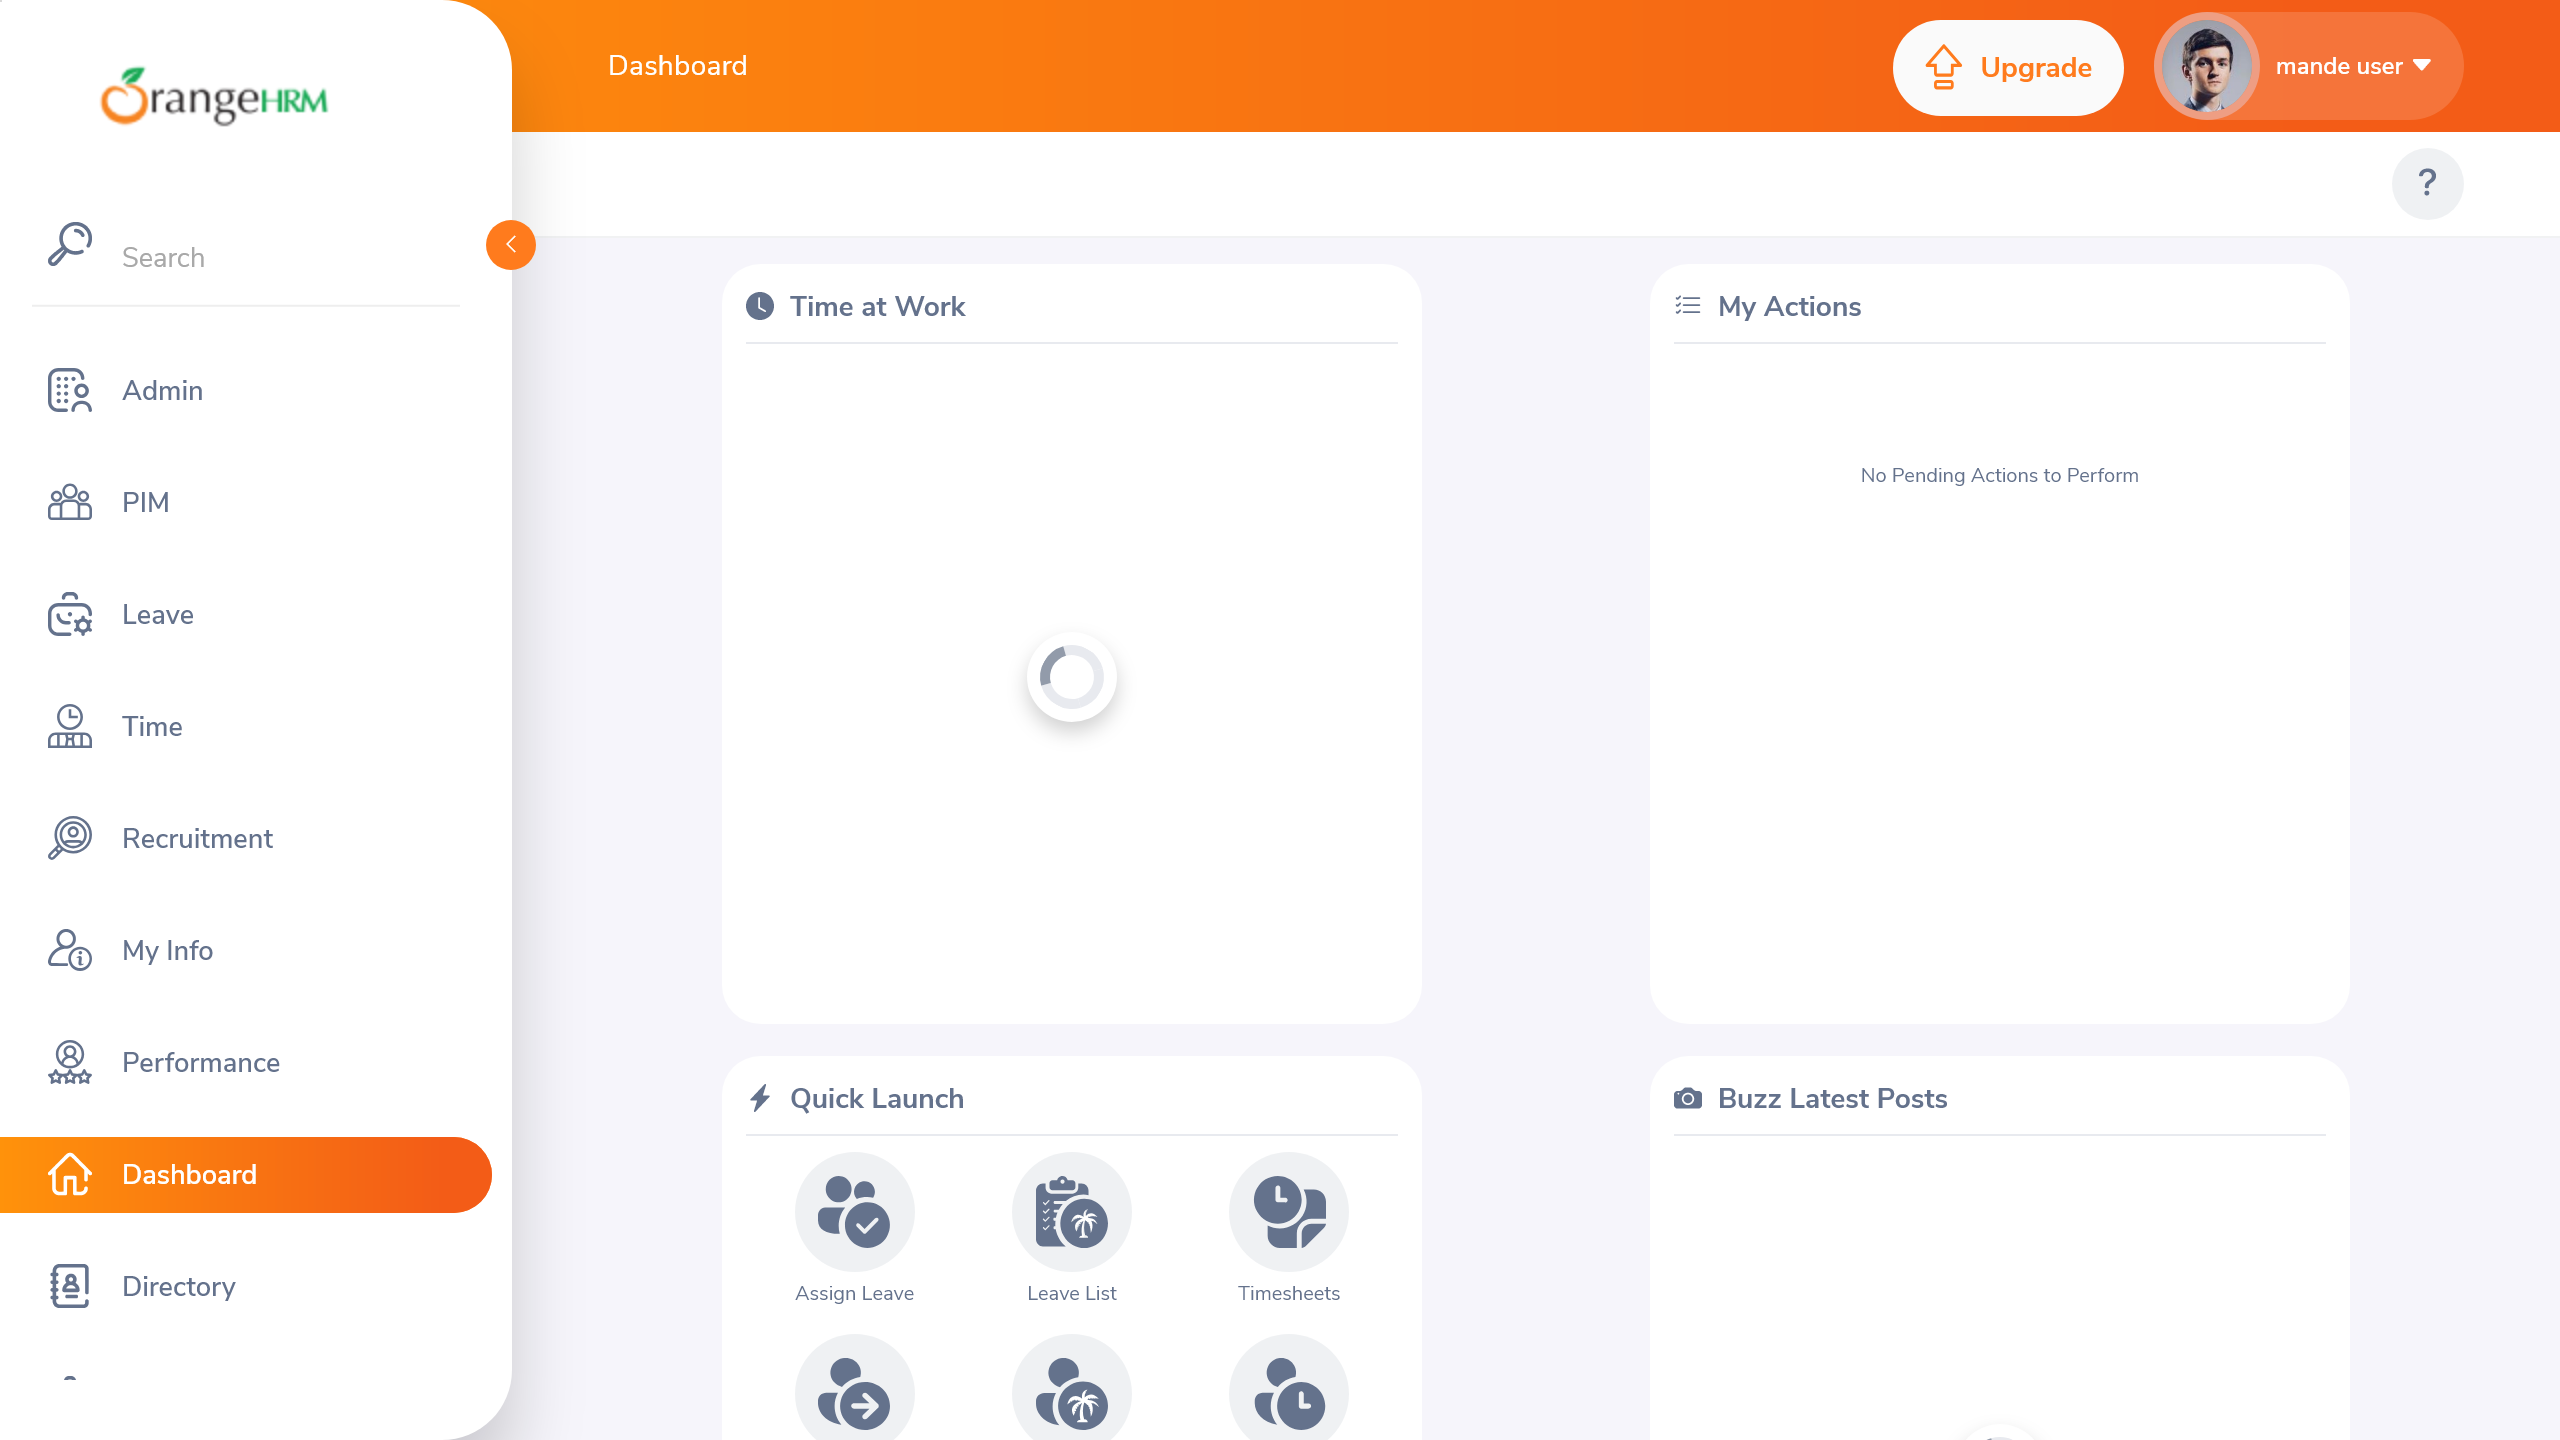 OrangeHRM
Dashboard
Upgrade
mande user
?
Search
Admin
PIM
Leave
Time
Recruitment
My Info
Performance
Dashboard
Directory
Time at Work
My Actions
No Pending Actions to Perform
Quick Launch
Assign Leave
Leave List
Timesheets
Buzz Latest Posts